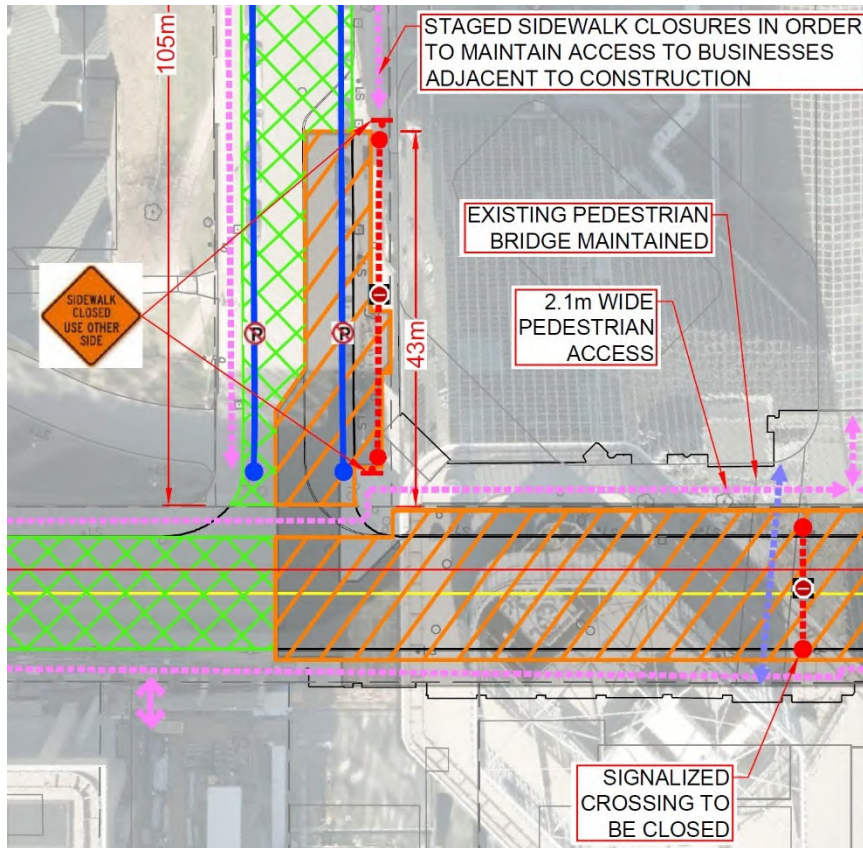 105m
STAGED SIDEWALK CLOSURES IN ORDER
TO MAINTAIN ACCESS TO BUSINESSES
ADJACENT TO CONSTRUCTION
EXISTING PEDESTRIAN
BRIDGE MAINTAINED
SIDEWALK
CLOSED
USE OTHER
SIDE
2.1m WIDE
PEDESTRIAN
ACCESS
43m
P
P
SIGNALIZED
CROSSING TO
BE CLOSED